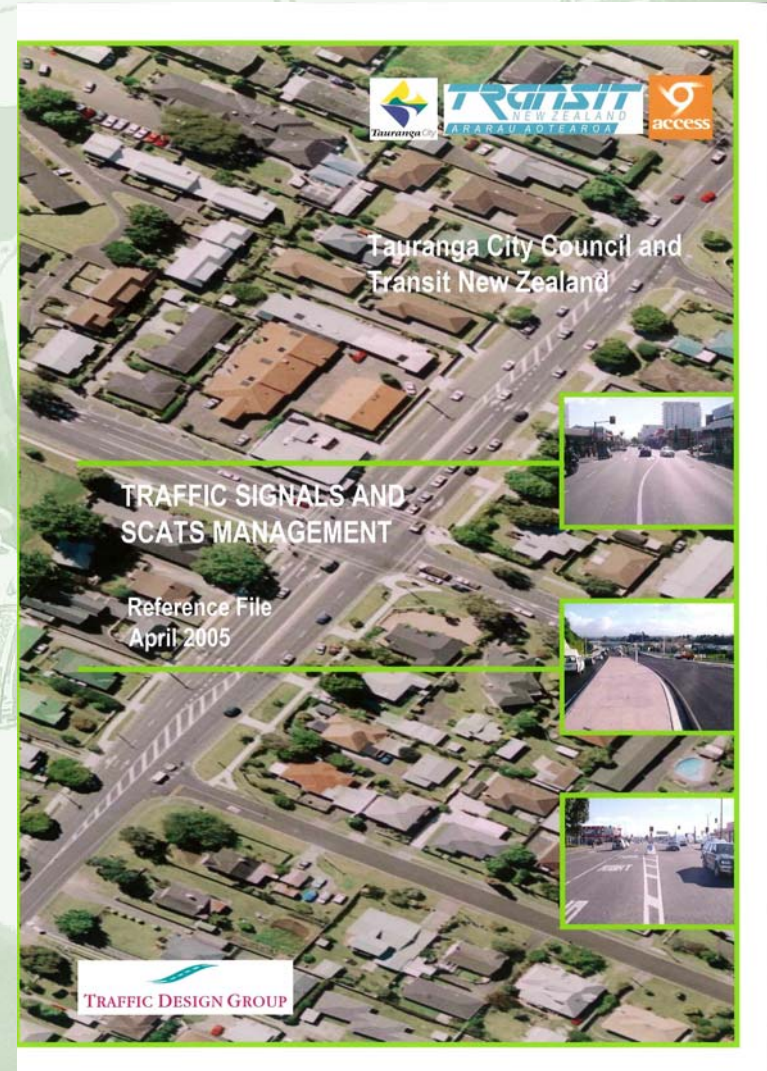 Tauranga City
TRANSIT
NEW ZEALAND
ARARAU AOTEAROA
access
Tauranga City Council and
Transit New Zealand
TRAFFIC SIGNALS AND
SCATS MANAGEMENT
Reference File
April 2005
RIGHT
TRAFFIC DESIGN GROUP